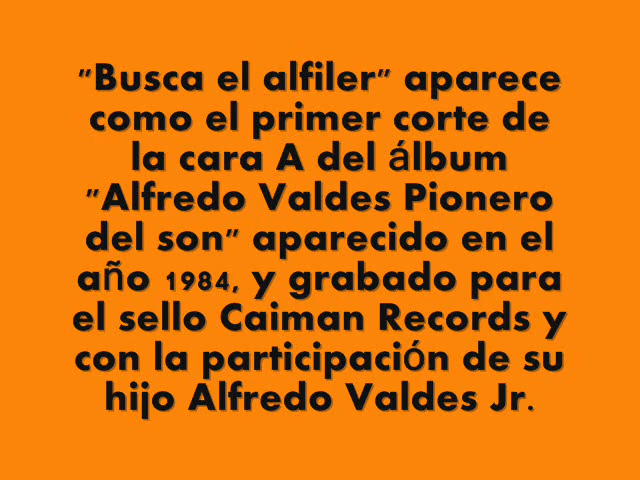 "Busca el alfiler" aparece
como el primer corte de
la cara A del álbum
"Alfredo Valdes Pionero
del son" aparecido en el
año 1984, y grabado para
el sello Caiman Records y
con la participación de su
hijo Alfredo Valdes Jr.